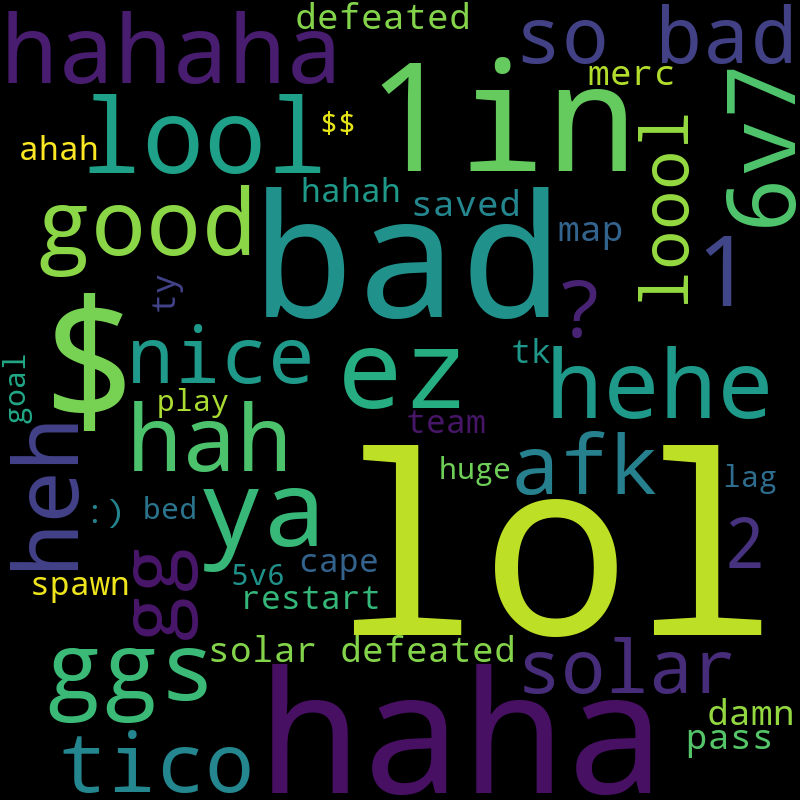 hahaha
defeated
so bad
1in
merc
6v7
lool
$$
ahah
loool
hahah
saved
good
bad
map
1
ty
?
$
nice
ez
tk
hehe
goal
play
hah
team
heh
afk
huge
lag
lol
:)
bed
ya
2
gg
5v6
cape
spawn
restart
ggs
solar defeated
solar
haha
damn
pass
tico